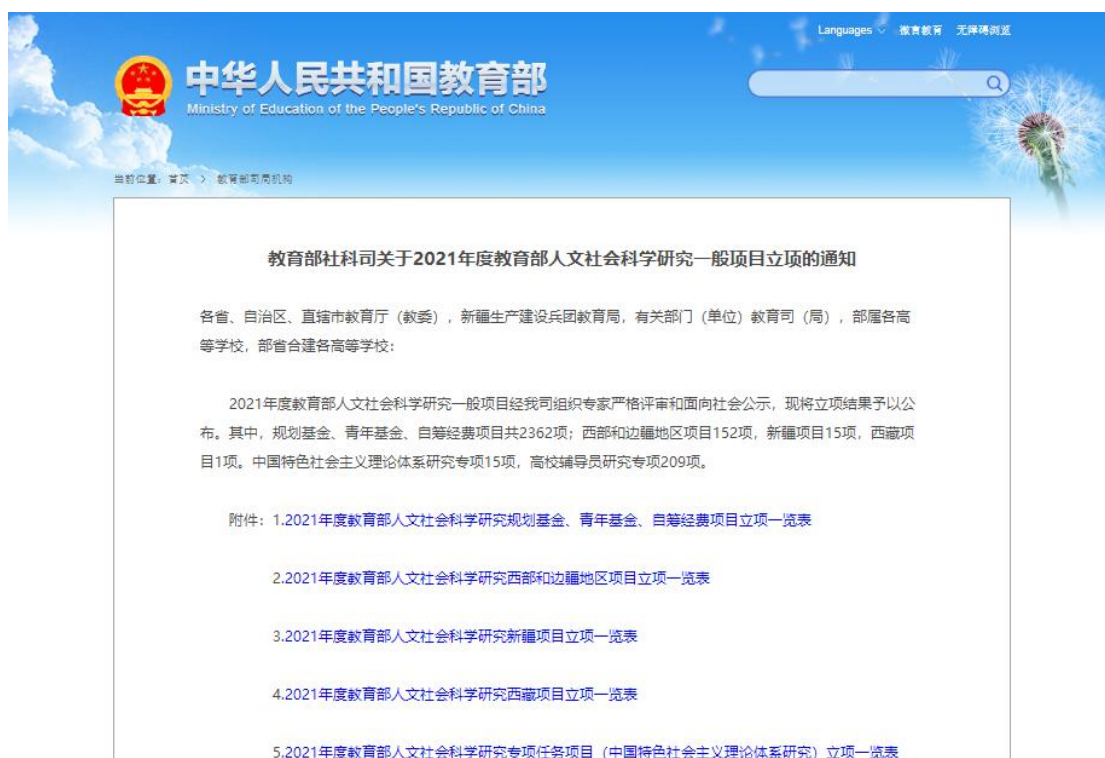 Languages 微言教育 无障碍浏览
中华人民共和国教育部
Ministry of Education of the People's Republic of China
当前位置：首页 > 教育部司局机构
教育部社科司关于2021年度教育部人文社会科学研究一般项目立项的通知
各省、自治区、直辖市教育厅（教委），新疆生产建设兵团教育局，有关部门（单位）教育司（局），部属各高
等学校，部省合建各高等学校：
2021年度教育部人文社会科学研究一般项目经我司组织专家严格评审和面向社会公示，现将立项结果予以公
布。其中，规划基金、青年基金、自筹经费项目共2362项；西部和边疆地区项目152项，新疆项目15项，西藏项
目1项。中国特色社会主义理论体系研究专项15项，高校辅导员研究专项209项。
附件：1.2021年度教育部人文社会科学研究规划基金、青年基金、自筹经费项目立项一览表
2.2021年度教育部人文社会科学研究西部和边疆地区项目立项一览表
3.2021年度教育部人文社会科学研究新疆项目立项一览表
4.2021年度教育部人文社会科学研究西藏项目立项一览表
5.2021年度教育部人文社会科学研究专项任务项目（中国特色社会主义理论体系研究）立项一览表